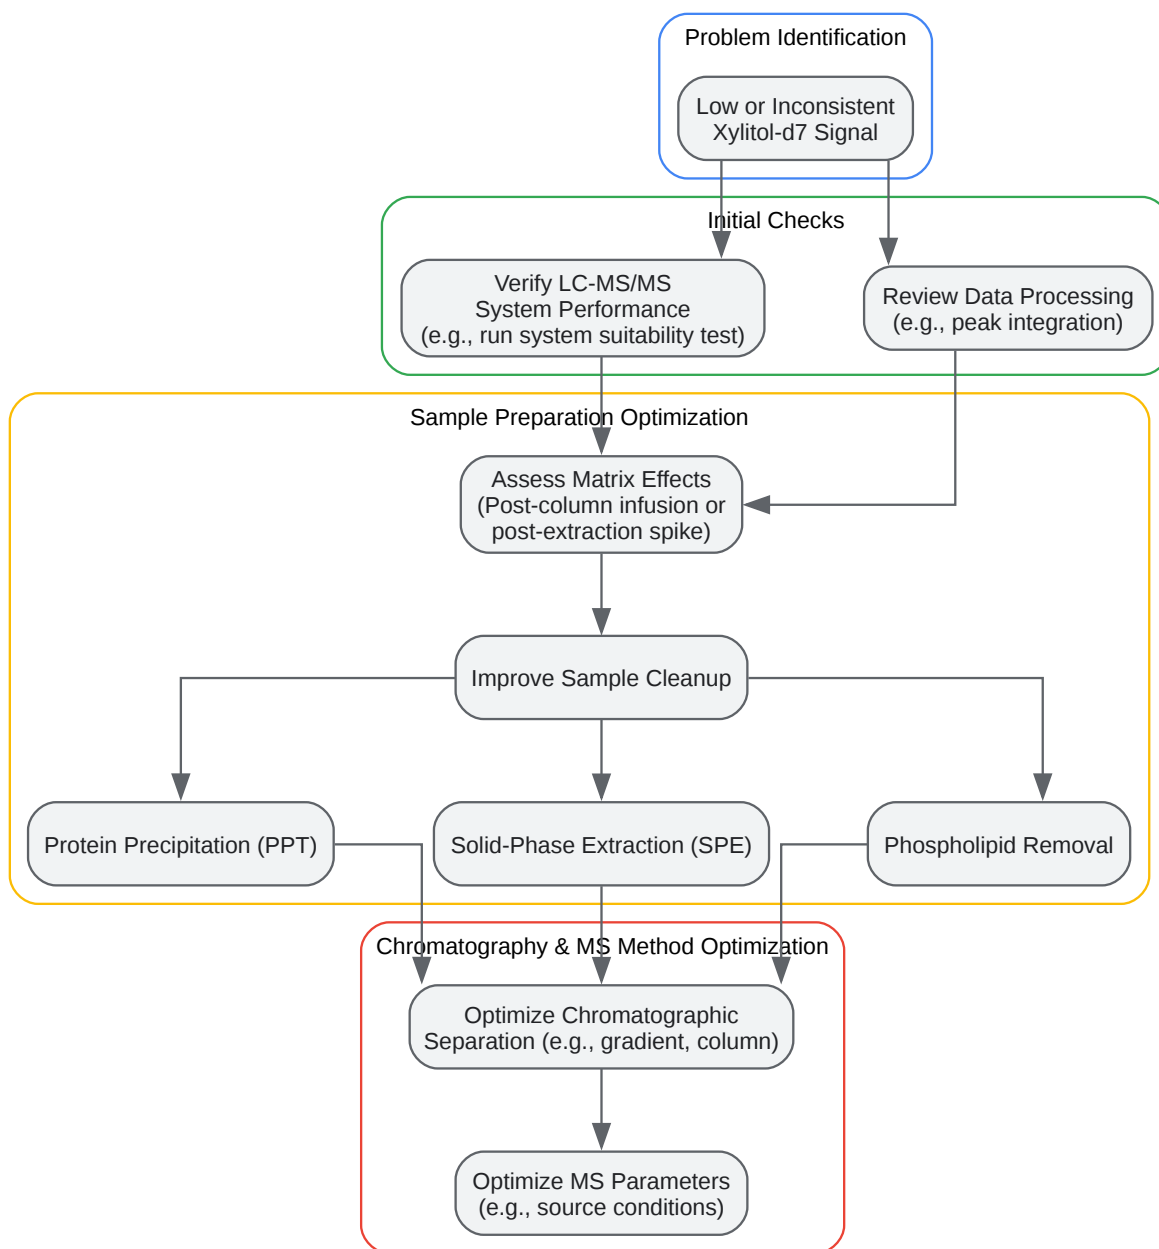 Problem Identification
Low or Inconsistent
Xylitol-d7 Signal
Initial Checks
Verify LC-MS/MS
System Performance
(e.g., run system suitability test)
Review Data Processing
(e.g., peak integration)
Sample Preparation Optimization
Assess Matrix Effects
(Post-column infusion or
post-extraction spike)
Improve Sample Cleanup
Protein Precipitation (PPT)
Solid-Phase Extraction (SPE)
Phospholipid Removal
Chromatography & MS Method Optimization
Optimize Chromatographic
Separation (e.g., gradient, column)
Optimize MS Parameters
(e.g., source conditions)